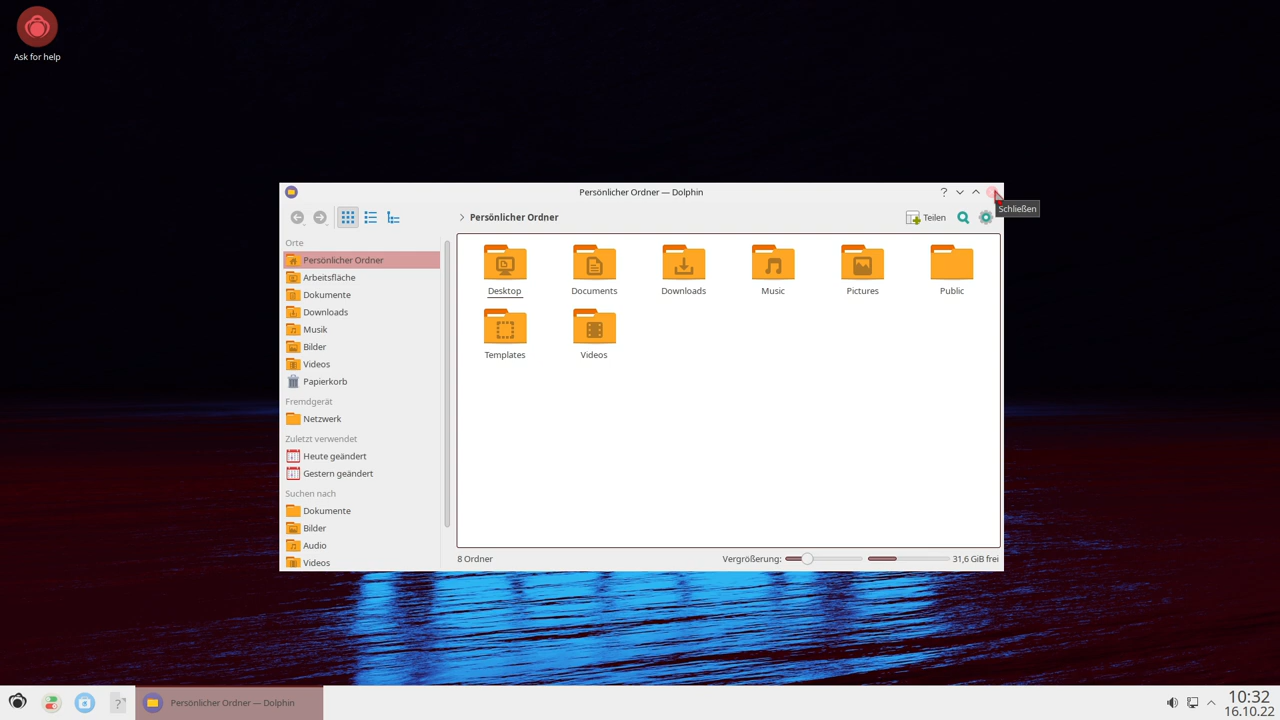 Ask for help
Persönlicher Ordner — Dolphin
?
Schließen
Persönlicher Ordner
Teilen
Orte
Persönlicher Ordner
Arbeitsfläche
Dokumente
Downloads
Musik
Bilder
Videos
Papierkorb
Fremdgerät
Netzwerk
Zuletzt verwendet
Heute geändert
Gestern geändert
Suchen nach
Dokumente
Bilder
Audio
Videos
Desktop
Documents
Downloads
Music
Pictures
Public
Templates
Videos
8 Ordner
Vergrößerung:
31,6 GiB frei
?
Persönlicher Ordner — Dolphin
10:32
16.10.22